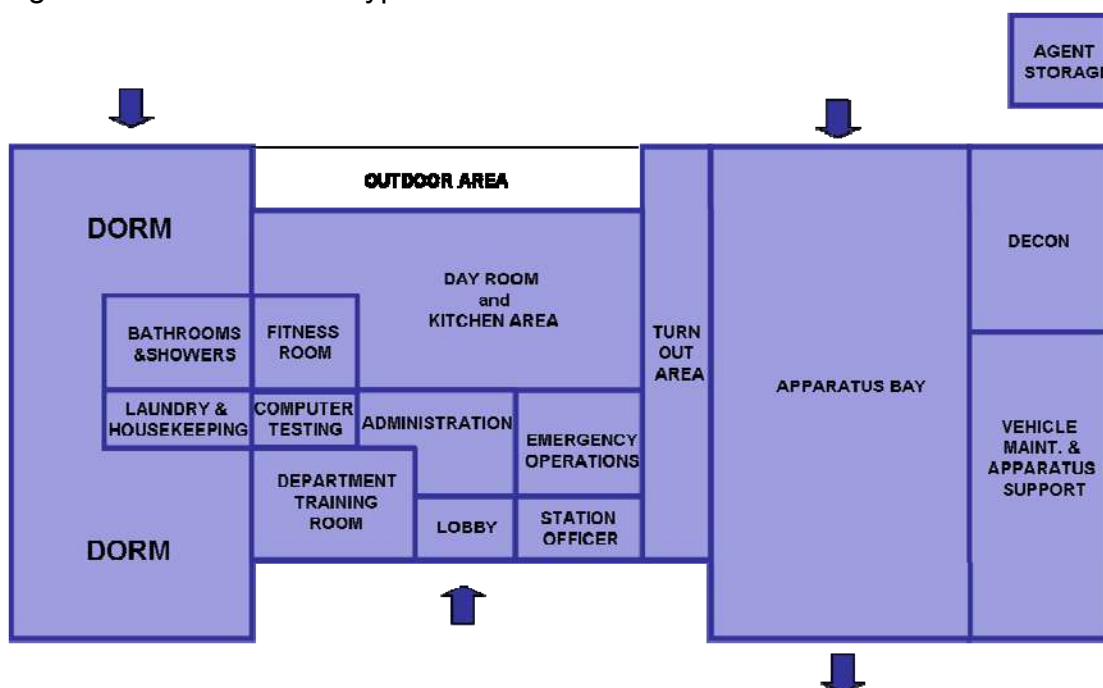 AGENT
STORAGE
OUTDOOR AREA
DORM
DAY ROOM
and
KITCHEN AREA
DECON
BATHROOMS
&SHOWERS
FITNESS
ROOM
TURN
OUT
AREA
APPARATUS BAY
LAUNDRY &
HOUSEKEEPING
COMPUTER
TESTING
ADMINISTRATION
EMERGENCY
OPERATIONS
VEHICLE
MAINT. &
APPARATUS
SUPPORT
DEPARTMENT
TRAINING
ROOM
LOBBY
STATION
OFFICER
DORM